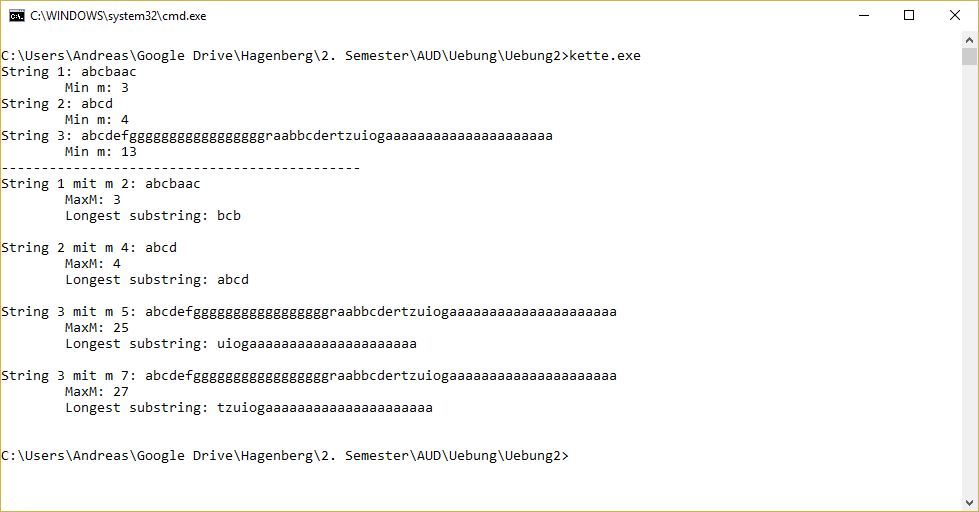 C:\WINDOWS\system32\cmd.exe
C:\Users\Andreas\Google Drive\Hagenberg\2. Semester\AUD\Uebung\Uebung2>kette.exe
String 1: abcbaac
Min m: 3
String 2: abcd
Min m: 4
String 3: abcdefgggggggggggggggggraabbcdertzuiogaaaaaaaaaaaaaaaaaaaaa
Min m: 13
---------------------------------------------
String 1 mit m 2: abcbaac
MaxM: 3
Longest substring: bcb
String 2 mit m 4: abcd
MaxM: 4
Longest substring: abcd
String 3 mit m 5: abcdefgggggggggggggggggraabbcdertzuiogaaaaaaaaaaaaaaaaaaaaa
MaxM: 25
Longest substring: uiogaaaaaaaaaaaaaaaaaaaaa
String 3 mit m 7: abcdefgggggggggggggggggraabbcdertzuiogaaaaaaaaaaaaaaaaaaaaa
MaxM: 27
Longest substring: tzuiogaaaaaaaaaaaaaaaaaaaaa
C:\Users\Andreas\Google Drive\Hagenberg\2. Semester\AUD\Uebung\Uebung2>